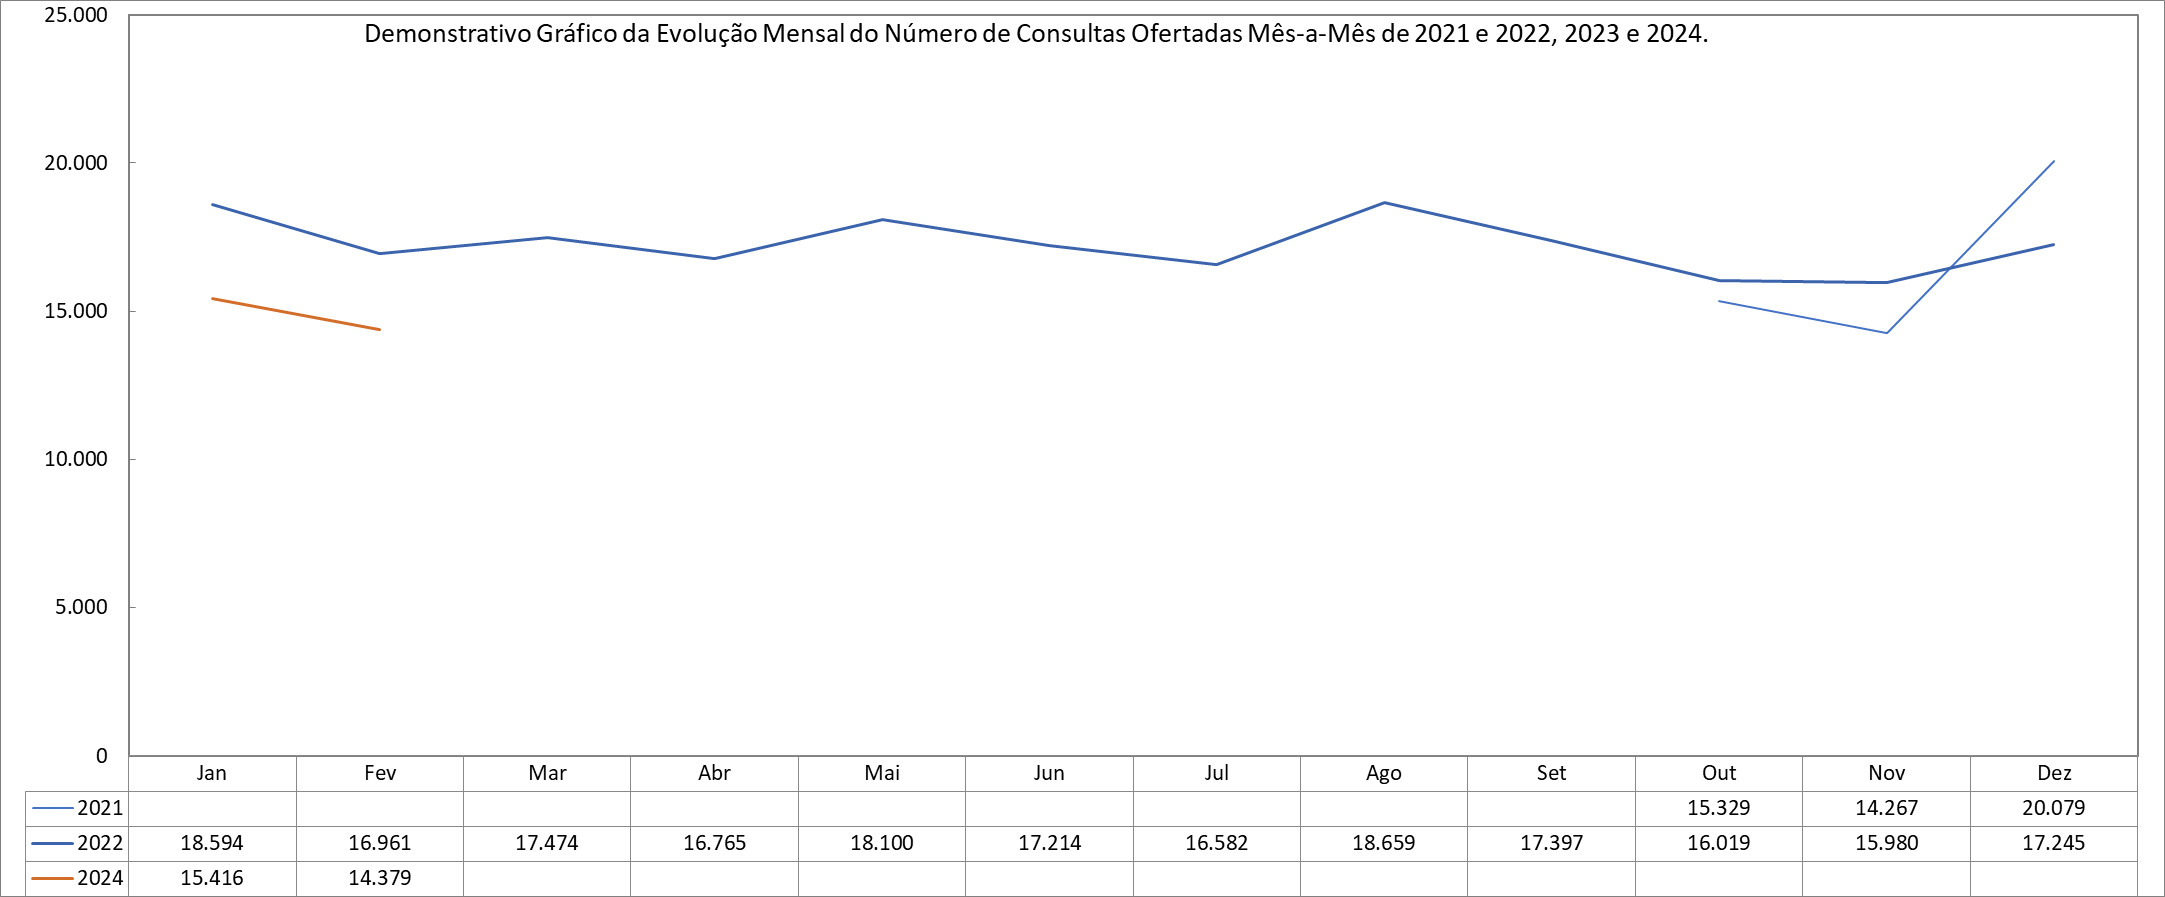 Demonstrativo Gráfico da Evolução Mensal do Número de Consultas Ofertadas Mês-a-Mês de 2021 e 2022, 2023 e 2024.
25.000
20.000
15.000
10.000
5.000
0
Jan Fev Mar Abr Mai Jun Jul Ago Set Out Nov Dez
2021 15.329 14.267 20.079
2022 18.594 16.961 17.474 16.765 18.100 17.214 16.582 18.659 17.397 16.019 15.980 17.245
2024 15.416 14.379